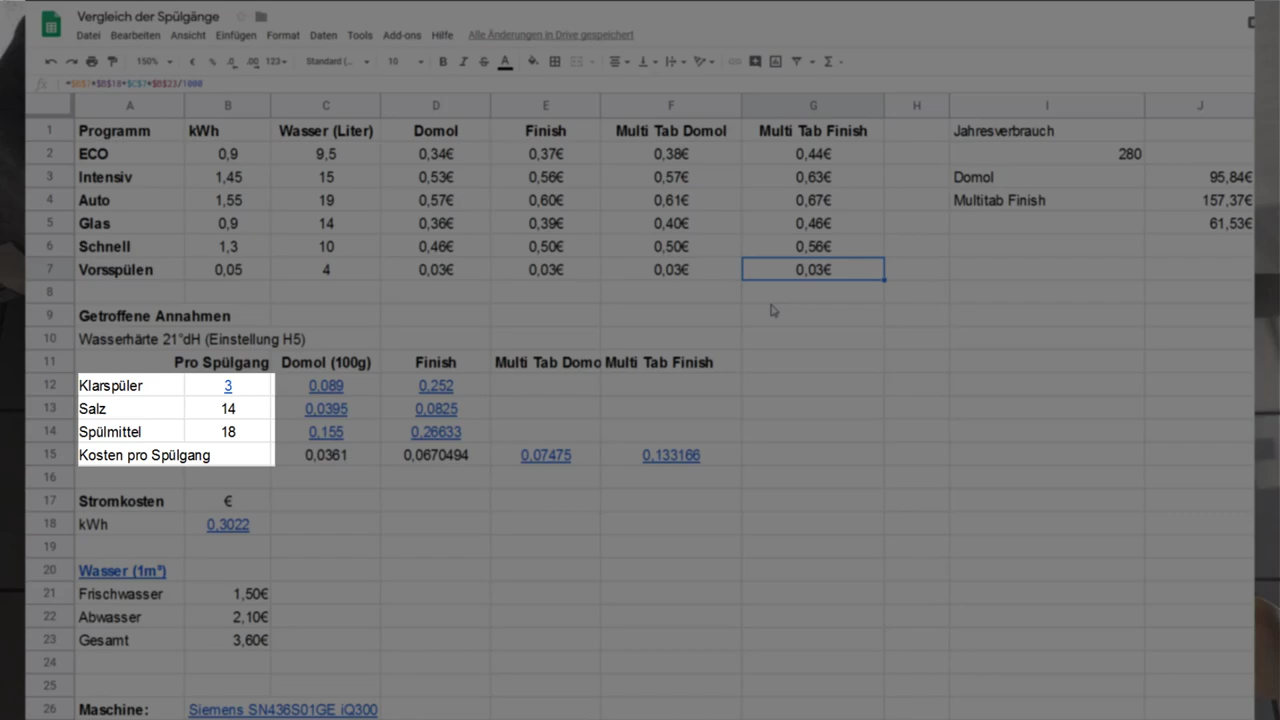 Vergleich der Spülgänge
Datei Bearbeiten Ansicht Einfügen Format Daten Tools Add-ons Hilfe Alle Änderungen in Drive gespeichert
150% € % .0 .00 123 Standard (... 10 B I S A
fx =$B$7*$B$18+$C$7*$B$23/1000
A B C D E F G H I J
1 Programm kWh Wasser (Liter) Domol Finish Multi Tab Domol Multi Tab Finish Jahresverbrauch
2 ECO 0,9 9,5 0,34€ 0,37€ 0,38€ 0,44€ 280
3 Intensiv 1,45 15 0,53€ 0,56€ 0,57€ 0,63€ Domol 95,84€
4 Auto 1,55 19 0,57€ 0,60€ 0,61€ 0,67€ Multitab Finish 157,37€
5 Glas 0,9 14 0,36€ 0,39€ 0,40€ 0,46€ 61,53€
6 Schnell 1,3 10 0,46€ 0,50€ 0,50€ 0,56€
7 Vorsspülen 0,05 4 0,03€ 0,03€ 0,03€ 0,03€
8
9 Getroffene Annahmen
10 Wasserhärte 21°dH (Einstellung H5)
11 Pro Spülgang Domol (100g) Finish Multi Tab Domo Multi Tab Finish
12 Klarspüler 3 0,089 0,252
13 Salz 14 0,0395 0,0825
14 Spülmittel 18 0,155 0,26633
15 Kosten pro Spülgang 0,0361 0,0670494 0,07475 0,133166
16
17 Stromkosten €
18 kWh 0,3022
19
20 Wasser (1m³)
21 Frischwasser 1,50€
22 Abwasser 2,10€
23 Gesamt 3,60€
24
25
26 Maschine: Siemens SN436S01GE iQ300